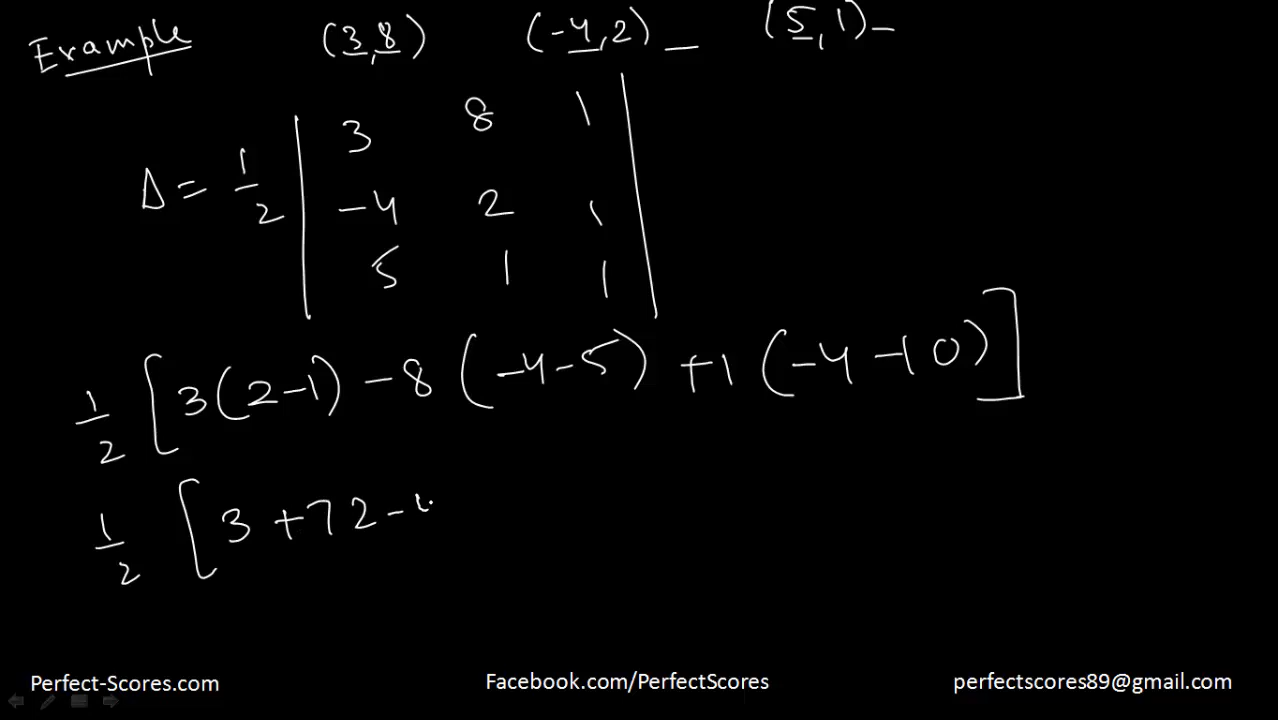 Example (3,8) (-4,2) _ (5,1) -
3 8 1
Δ = 1/2
-4 2 1
5 1 1
1/2 [3(2-1) -8 (-4-5) +1 (-4 -10)]
1/2 [3 +72 -
Perfect-Scores.com Facebook.com/PerfectScores perfectscores89@gmail.com